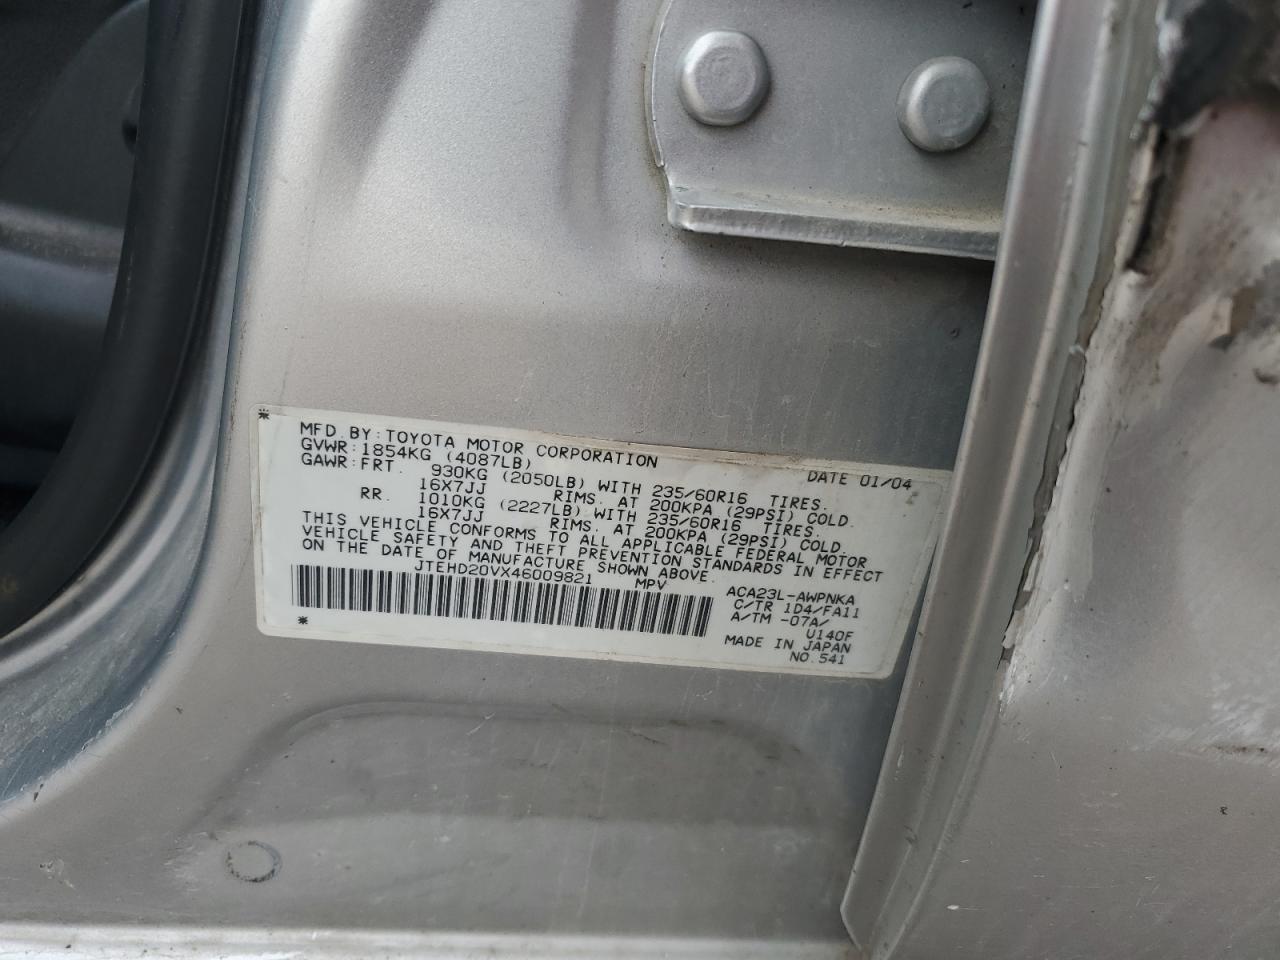 MFD. BY: TOYOTA MOTOR CORPORATION DATE 01/04
GVWR: 1854KG (4087LB)
GAWR: FRT. 930KG (2050LB) WITH 235/60R16 TIRES.
16X7JJ RIMS. AT 200KPA (29PSI) COLD.
RR. 1010KG (2227LB) WITH 235/60R16 TIRES.
16X7JJ RIMS. AT 200KPA (29PSI) COLD.
THIS VEHICLE CONFORMS TO ALL APPLICABLE FEDERAL MOTOR
VEHICLE SAFETY AND THEFT PREVENTION STANDARDS IN EFFECT
ON THE DATE OF MANUFACTURE SHOWN ABOVE.
JTEHD20VX46009821 MPV
ACA23L-AWPNKA
C/TR 1D4/FA11
A/TM -07A/
U140F
MADE IN JAPAN
NO.541